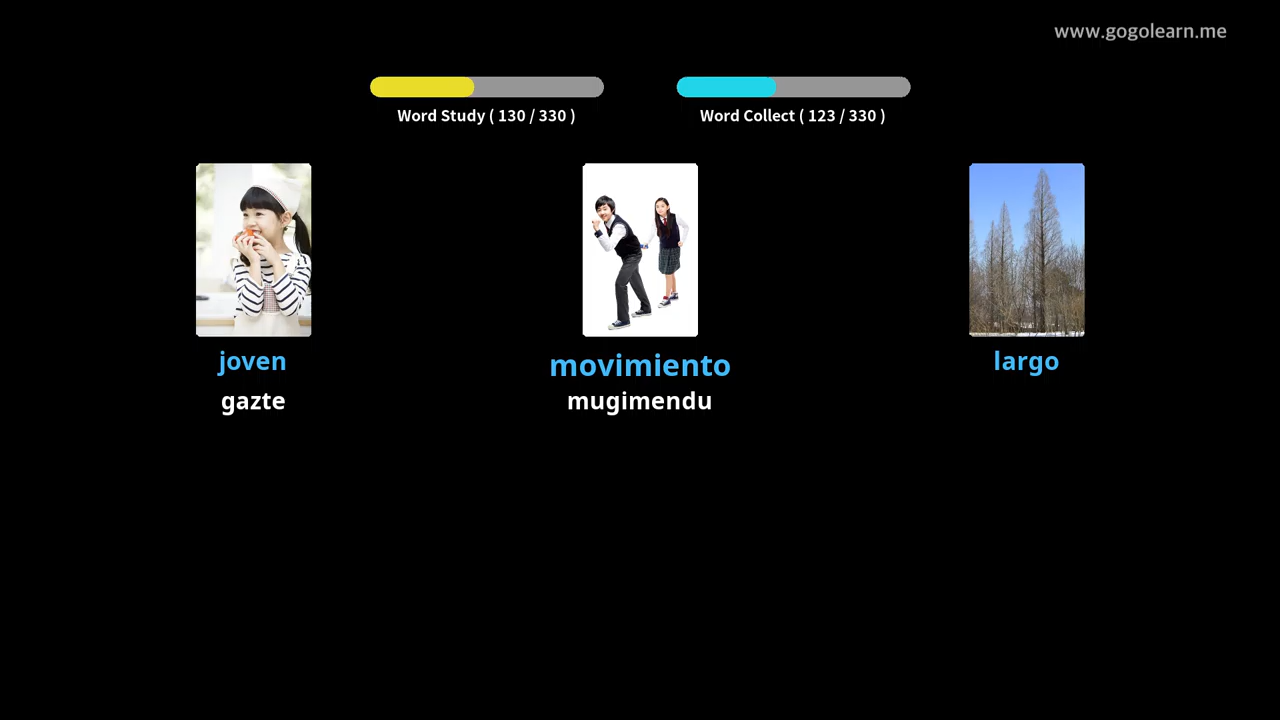 www.gogolearn.me
Word Study ( 130 / 330 )
Word Collect ( 123 / 330 )
joven
gazte
movimiento
mugimendu
largo